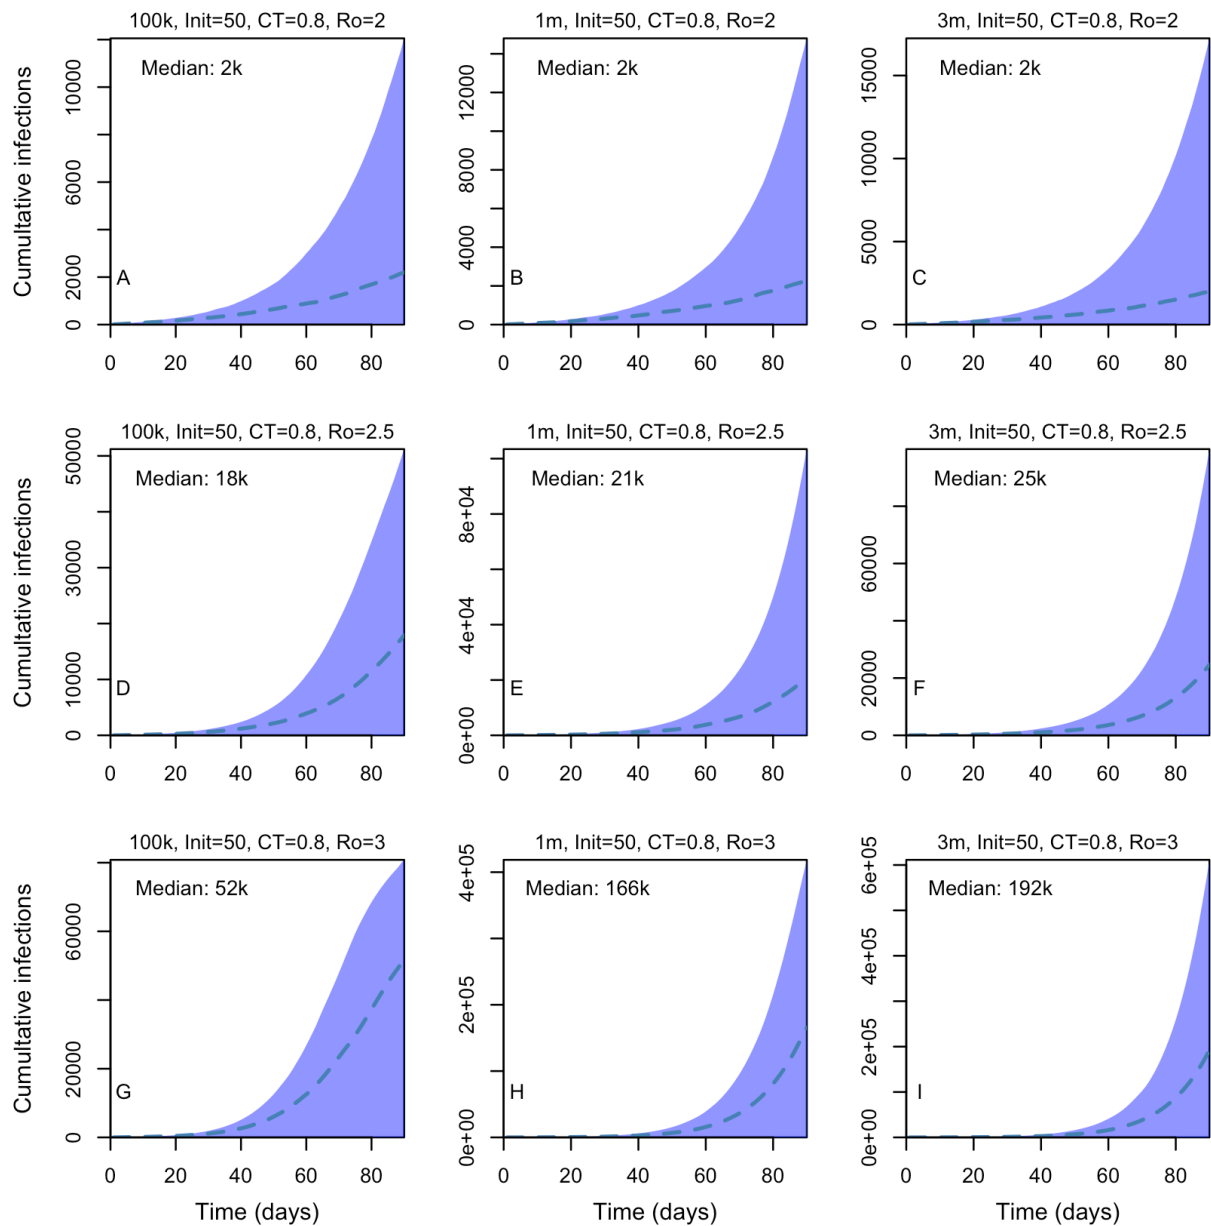 100k, Init=50, CT=0.8, Ro=2
Cumultative infections
Median: 2k
A
0 2000 6000 10000
0 20 40 60 80
1m, Init=50, CT=0.8, Ro=2
Median: 2k
B
0 4000 8000 12000
0 20 40 60 80
3m, Init=50, CT=0.8, Ro=2
Median: 2k
C
0 5000 10000 15000
0 20 40 60 80
100k, Init=50, CT=0.8, Ro=2.5
Cumultative infections
Median: 18k
D
0 10000 30000 50000
0 20 40 60 80
1m, Init=50, CT=0.8, Ro=2.5
Median: 21k
E
0e+00 4e+04 8e+04
0 20 40 60 80
3m, Init=50, CT=0.8, Ro=2.5
Median: 25k
F
0 20000 60000
0 20 40 60 80
100k, Init=50, CT=0.8, Ro=3
Cumultative infections
Median: 52k
G
0 20000 60000
0 20 40 60 80
Time (days)
1m, Init=50, CT=0.8, Ro=3
Median: 166k
H
0e+00 2e+05 4e+05
0 20 40 60 80
Time (days)
3m, Init=50, CT=0.8, Ro=3
Median: 192k
I
0e+00 2e+05 4e+05 6e+05
0 20 40 60 80
Time (days)